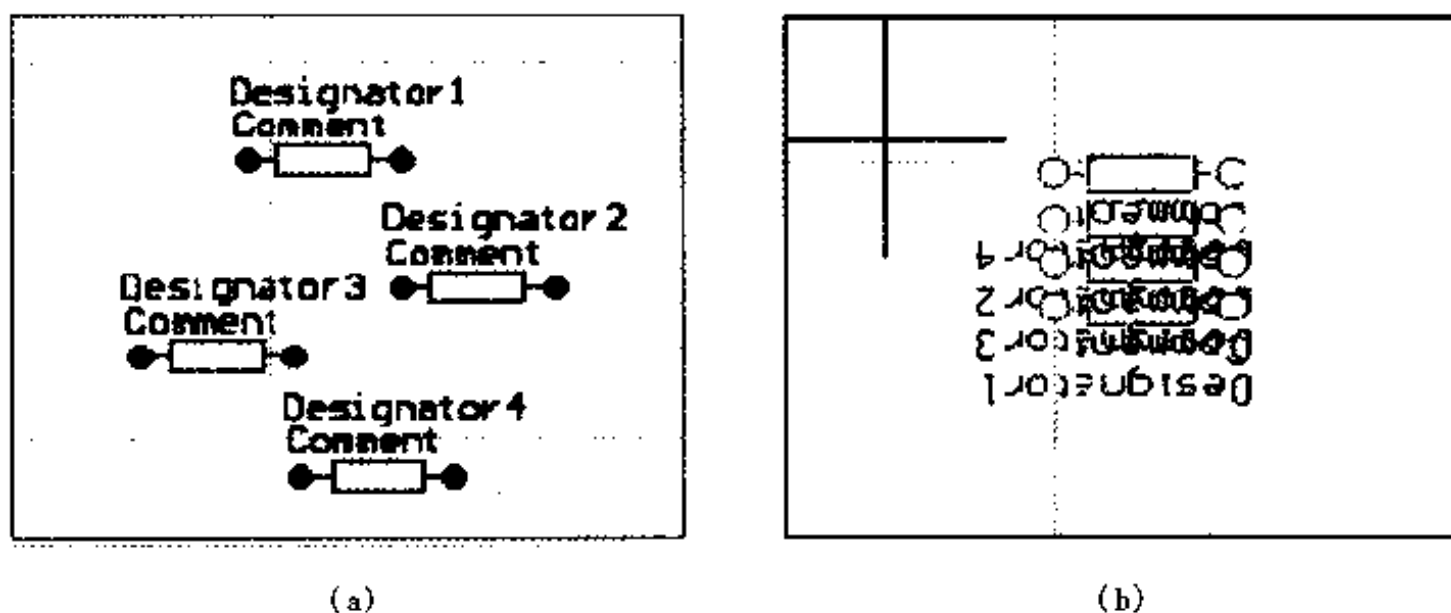 Designator1
Comment
Designator2
Comment
Designator3
Comment
Designator4
Comment
Designator1
(a)
(b)